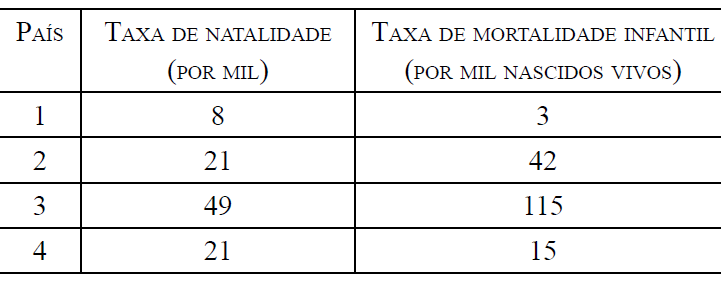 País Taxa de natalidade Taxa de mortalidade infantil
(por mil) (por mil nascidos vivos)
1 8 3
2 21 42
3 49 115
4 21 15